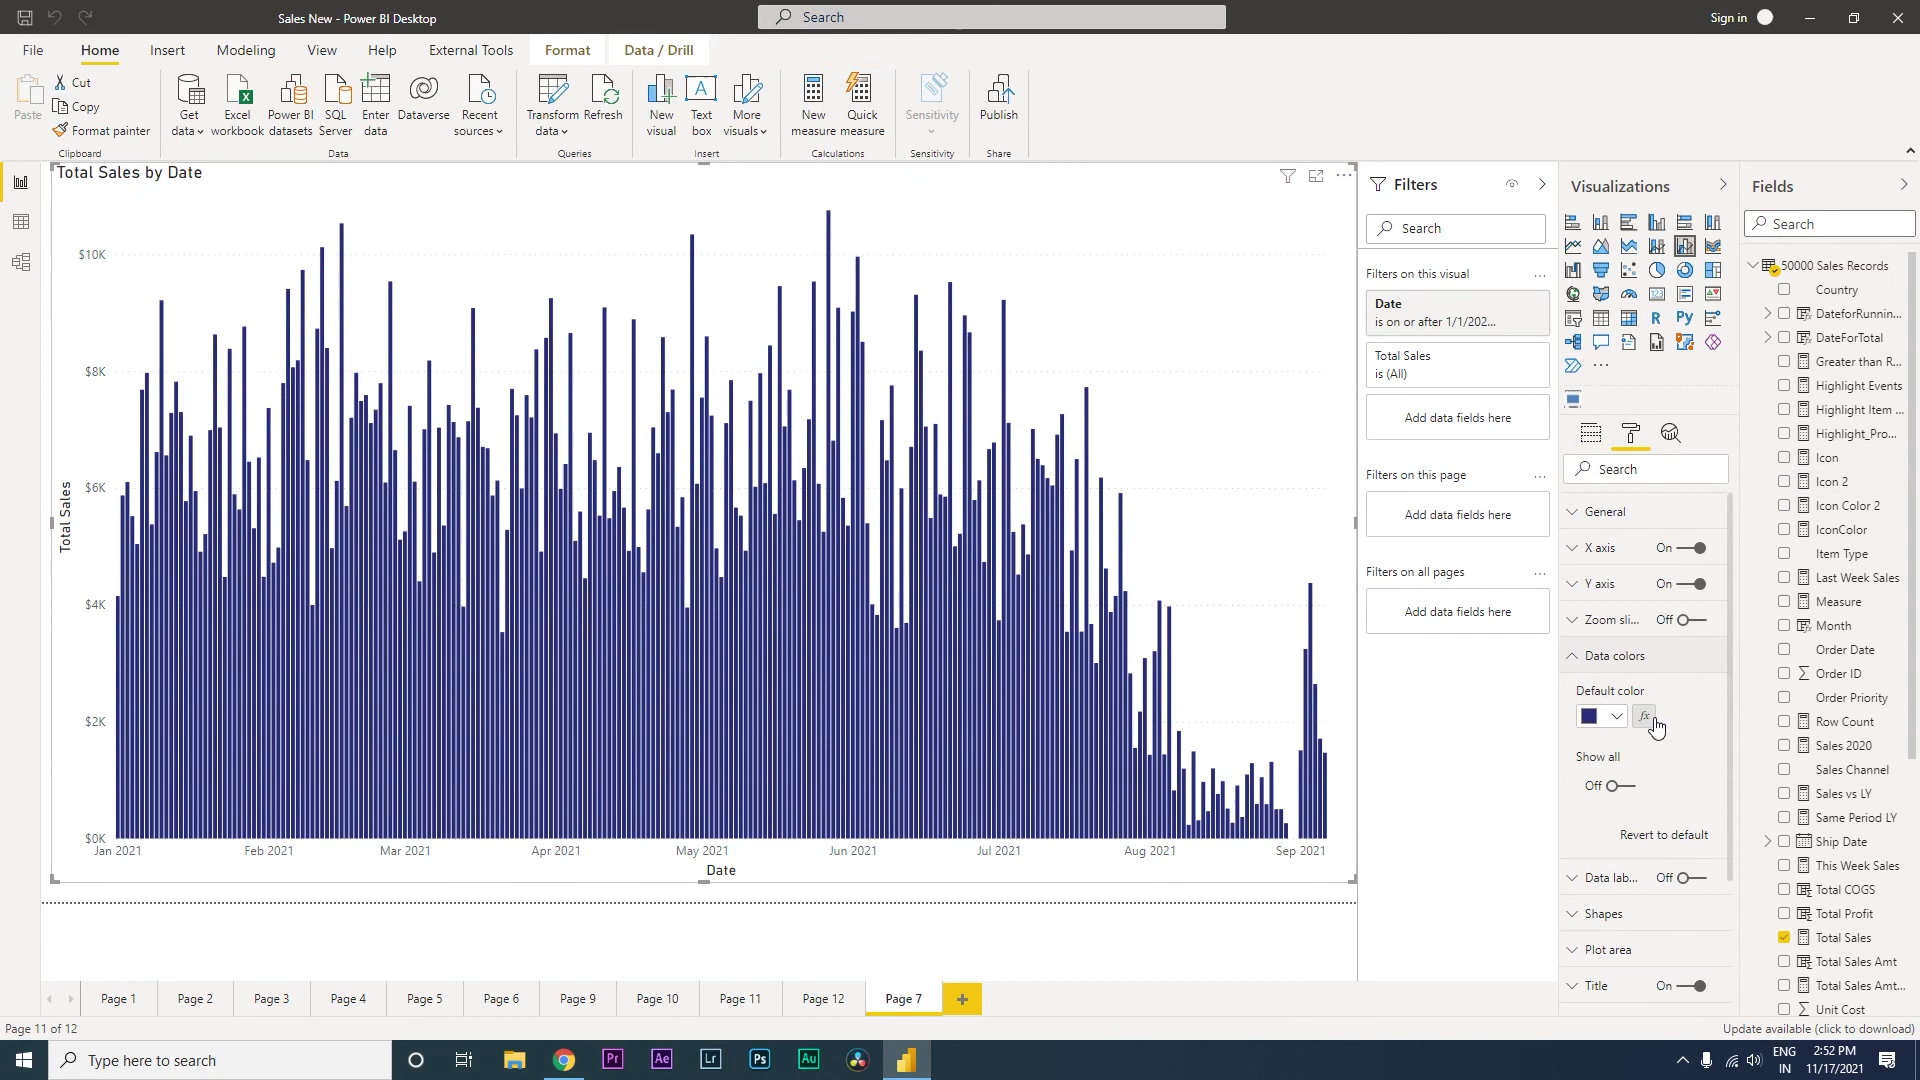 Sales New - Power BI Desktop
Search
Sign in
File
Home
Insert
Modeling
View
Help
External Tools
Format
Data / Drill
Paste
Cut
Copy
Format painter
Clipboard
Get data
Excel workbook
Power BI datasets
SQL Server
Enter data
Dataverse
Recent sources
Data
Transform data
Refresh
Queries
New visual
Text box
More visuals
Insert
New measure
Quick measure
Calculations
Sensitivity
Sensitivity
Publish
Share
Total Sales by Date
$10K
$8K
$6K
$4K
$2K
$0K
Total Sales
Jan 2021
Feb 2021
Mar 2021
Apr 2021
May 2021
Jun 2021
Jul 2021
Aug 2021
Sep 2021
Date
Filters
Search
Filters on this visual
Date
is on or after 1/1/202...
Total Sales
is (All)
Add data fields here
Filters on this page
Add data fields here
Filters on all pages
Add data fields here
Visualizations
123
R
Py
Search
General
X axis On
Y axis On
Zoom sli... Off
Data colors
Default color
fx
Show all
Off
Revert to default
Data lab... Off
Shapes
Plot area
Title On
Fields
Search
50000 Sales Records
Country
DateforRunnin...
DateForTotal
Greater than R...
Highlight Events
Highlight Item ...
Highlight_Pro...
Icon
Icon 2
Icon Color 2
IconColor
Item Type
Last Week Sales
Measure
Month
Order Date
Order ID
Order Priority
Row Count
Sales 2020
Sales Channel
Sales vs LY
Same Period LY
Ship Date
This Week Sales
Total COGS
Total Profit
Total Sales
Total Sales Amt
Total Sales Amt...
Unit Cost
Page 1
Page 2
Page 3
Page 4
Page 5
Page 6
Page 9
Page 10
Page 11
Page 12
Page 7
Page 11 of 12
Update available (click to download)
Type here to search
Pr
Ae
Lr
Ps
Au
ENG
IN
2:52 PM
11/17/2021